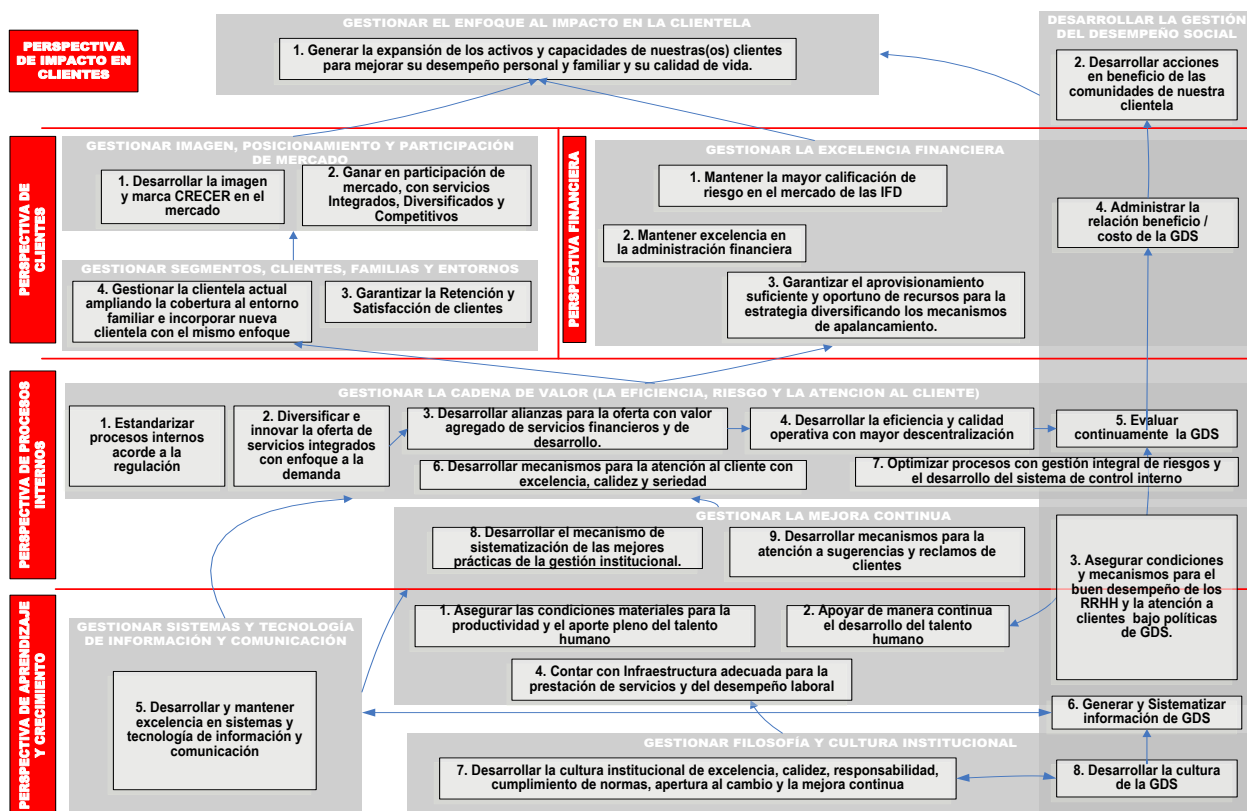 GESTIONAR EL ENFOQUE AL IMPACTO EN LA CLIENTELA
DESARROLLAR LA GESTIÓN
DEL DESEMPEÑO SOCIAL
PERSPECTIVA
DE IMPACTO EN
CLIENTES
1. Generar la expansión de los activos y capacidades de nuestras(os) clientes
para mejorar su desempeño personal y familiar y su calidad de vida.
2. Desarrollar acciones
en beneficio de las
comunidades de nuestra
clientela
PERSPECTIVA DE
CLIENTES
GESTIONAR IMAGEN, POSICIONAMIENTO Y PARTICIPACIÓN
DE MERCADO
1. Desarrollar la imagen
y marca CRECER en el
mercado
2. Ganar en participación de
mercado, con servicios
Integrados, Diversificados y
Competitivos
GESTIONAR SEGMENTOS, CLIENTES, FAMILIAS Y ENTORNOS
4. Gestionar la clientela actual
ampliando la cobertura al entorno
familiar e incorporar nueva
clientela con el mismo enfoque
3. Garantizar la Retención y
Satisfacción de clientes
PERSPECTIVA FINANCIERA
GESTIONAR LA EXCELENCIA FINANCIERA
1. Mantener la mayor calificación de
riesgo en el mercado de las IFD
2. Mantener excelencia en
la administración financiera
3. Garantizar el aprovisionamiento
suficiente y oportuno de recursos para la
estrategia diversificando los mecanismos
de apalancamiento.
4. Administrar la
relación beneficio /
costo de la GDS
PERSPECTIVA DE PROCESOS
INTERNOS
GESTIONAR LA CADENA DE VALOR (LA EFICIENCIA, RIESGO Y LA ATENCION AL CLIENTE)
1. Estandarizar
procesos internos
acorde a la
regulación
2. Diversificar e
innovar la oferta de
servicios integrados
con enfoque a la
demanda
3. Desarrollar alianzas para la oferta con valor
agregado de servicios financieros y de
desarrollo.
4. Desarrollar la eficiencia y calidad
operativa con mayor descentralización
5. Evaluar
continuamente la GDS
6. Desarrollar mecanismos para la atención al cliente con
excelencia, calidez y seriedad
7. Optimizar procesos con gestión integral de riesgos y
el desarrollo del sistema de control interno
GESTIONAR LA MEJORA CONTINUA
8. Desarrollar el mecanismo de
sistematización de las mejores
prácticas de la gestión institucional.
9. Desarrollar mecanismos para la
atención a sugerencias y reclamos de
clientes
3. Asegurar condiciones
y mecanismos para el
buen desempeño de los
RRHH y la atención a
clientes bajo políticas
de GDS.
PERSPECTIVA DE APRENDIZAJE
Y CRECIMIENTO
GESTIONAR SISTEMAS Y TECNOLOGÍA
DE INFORMACIÓN Y COMUNICACIÓN
1. Asegurar las condiciones materiales para la
productividad y el aporte pleno del talento
humano
2. Apoyar de manera continua
el desarrollo del talento
humano
4. Contar con Infraestructura adecuada para la
prestación de servicios y del desempeño laboral
5. Desarrollar y mantener
excelencia en sistemas y
tecnología de información y
comunicación
6. Generar y Sistematizar
información de GDS
GESTIONAR FILOSOFÍA Y CULTURA INSTITUCIONAL
7. Desarrollar la cultura institucional de excelencia, calidez, responsabilidad,
cumplimiento de normas, apertura al cambio y la mejora continua
8. Desarrollar la cultura
de la GDS